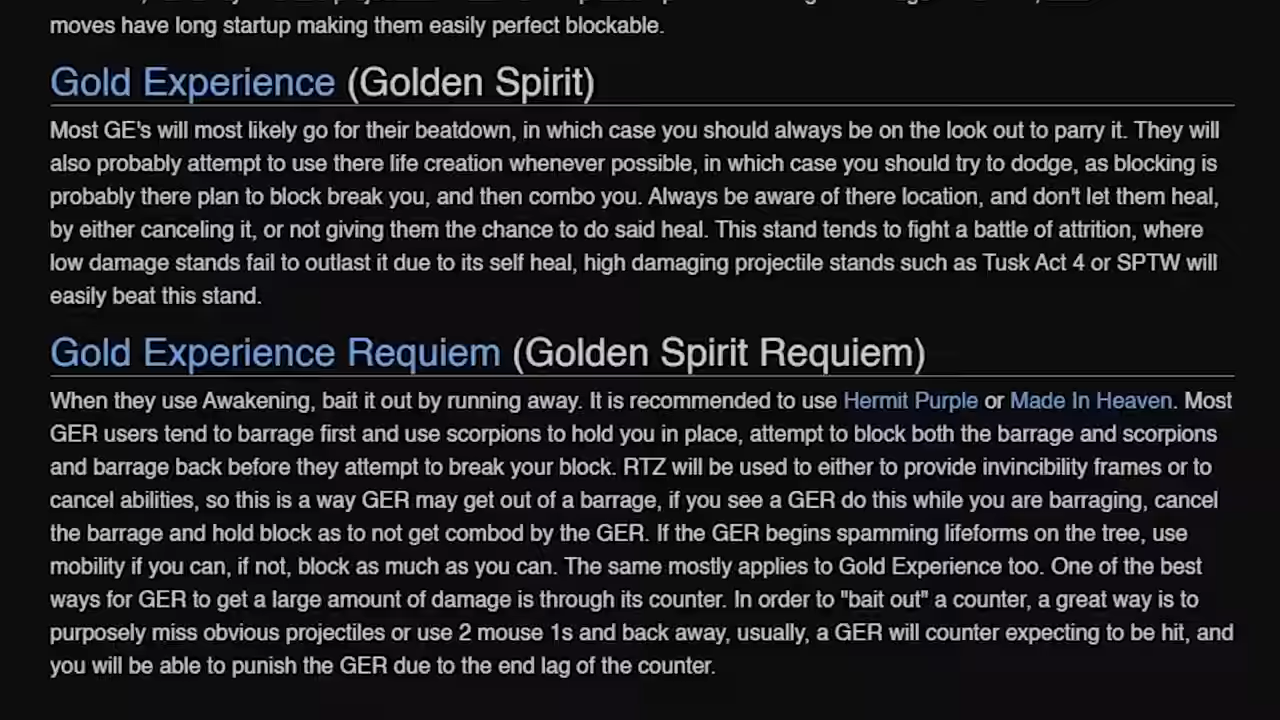 moves have long startup making them easily perfect blockable.
Gold Experience (Golden Spirit)
Most GE's will most likely go for their beatdown, in which case you should always be on the look out to parry it. They will
also probably attempt to use there life creation whenever possible, in which case you should try to dodge, as blocking is
probably there plan to block break you, and then combo you. Always be aware of there location, and don't let them heal,
by either canceling it, or not giving them the chance to do said heal. This stand tends to fight a battle of attrition, where
low damage stands fail to outlast it due to its self heal, high damaging projectile stands such as Tusk Act 4 or SPTW will
easily beat this stand.
Gold Experience Requiem (Golden Spirit Requiem)
When they use Awakening, bait it out by running away. It is recommended to use Hermit Purple or Made In Heaven. Most
GER users tend to barrage first and use scorpions to hold you in place, attempt to block both the barrage and scorpions
and barrage back before they attempt to break your block. RTZ will be used to either to provide invincibility frames or to
cancel abilities, so this is a way GER may get out of a barrage, if you see a GER do this while you are barraging, cancel
the barrage and hold block as to not get combod by the GER. If the GER begins spamming lifeforms on the tree, use
mobility if you can, if not, block as much as you can. The same mostly applies to Gold Experience too. One of the best
ways for GER to get a large amount of damage is through its counter. In order to "bait out" a counter, a great way is to
purposely miss obvious projectiles or use 2 mouse 1s and back away, usually, a GER will counter expecting to be hit, and
you will be able to punish the GER due to the end lag of the counter.